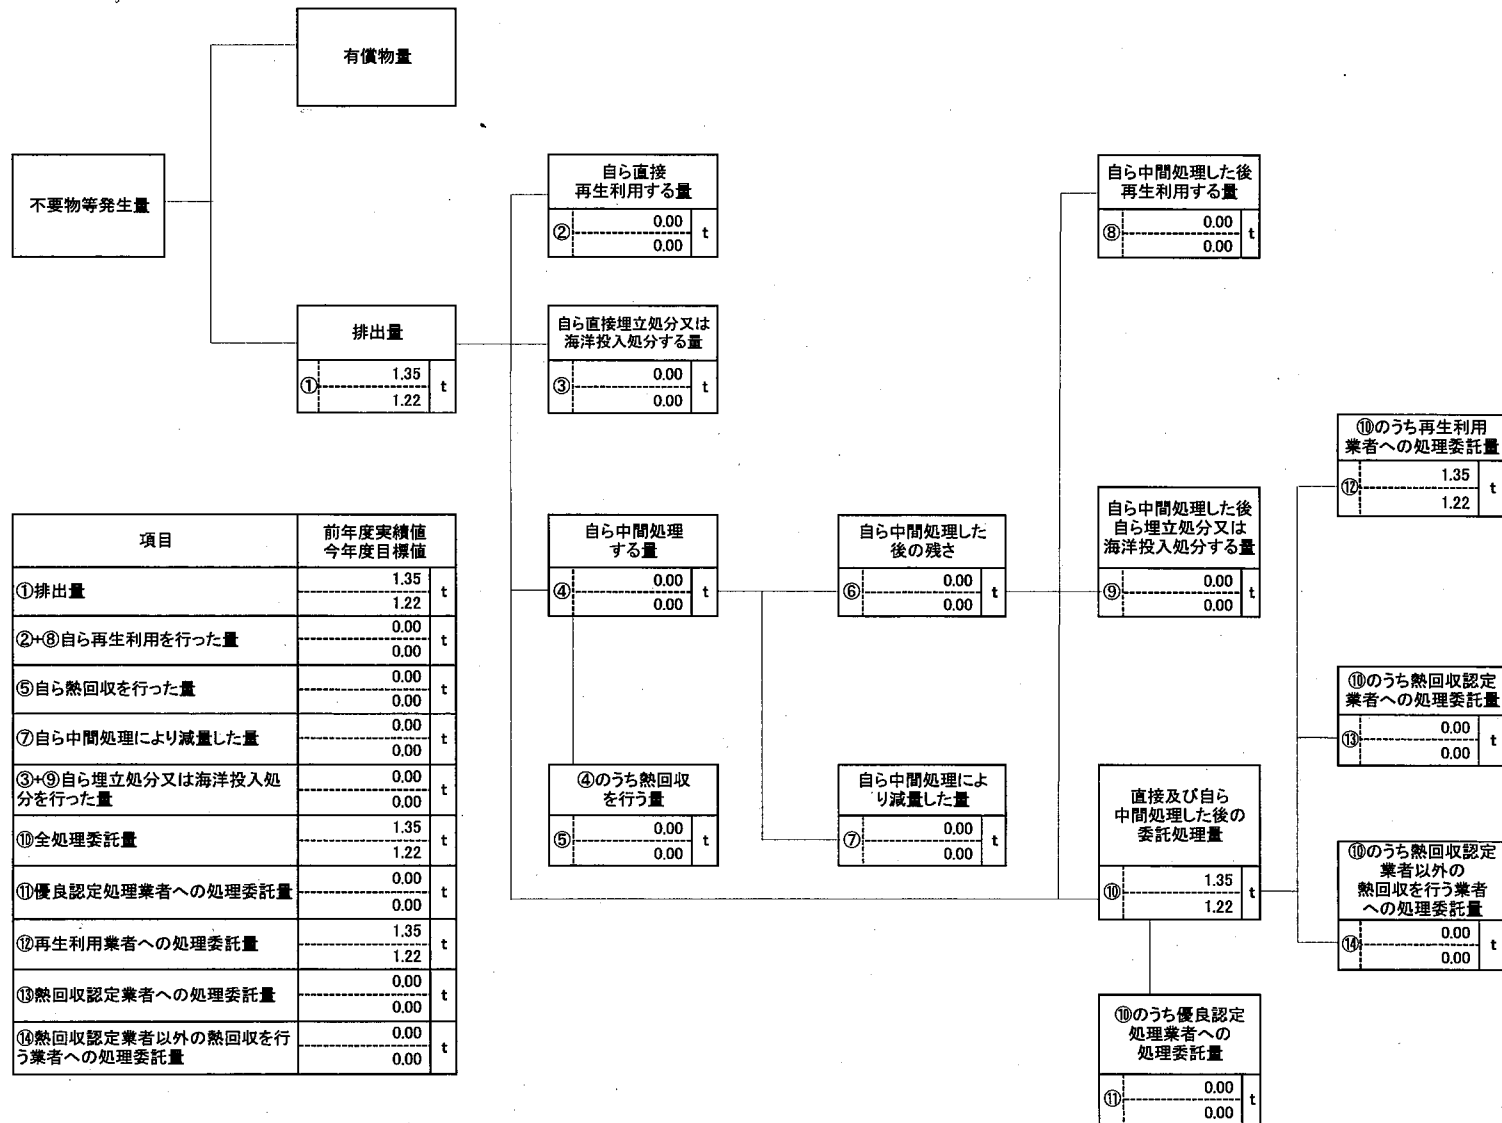 有償物量
不要物等発生量
排出量
①
1.35
1.22
t
自ら直接
再生利用する量
②
0.00
0.00
t
自ら直接埋立処分又は
海洋投入処分する量
③
0.00
0.00
t
自ら中間処理
する量
④
0.00
0.00
t
④のうち熱回収
を行う量
⑤
0.00
0.00
t
自ら中間処理した
後の残さ
⑥
0.00
0.00
t
自ら中間処理によ
り減量した量
⑦
0.00
0.00
t
自ら中間処理した後
再生利用する量
⑧
0.00
0.00
t
自ら中間処理した後
自ら埋立処分又は
海洋投入処分する量
⑨
0.00
0.00
t
直接及び自ら
中間処理した後の
委託処理量
⑩
1.35
1.22
t
⑩のうち優良認定
処理業者への
処理委託量
⑪
0.00
0.00
t
⑩のうち再生利用
業者への処理委託量
⑫
1.35
1.22
t
⑩のうち熱回収認定
業者への処理委託量
⑬
0.00
0.00
t
⑩のうち熱回収認定
業者以外の
熱回収を行う業者
への処理委託量
⑭
0.00
0.00
t
項目
前年度実績値
今年度目標値
①排出量
1.35
1.22
t
②+⑧自ら再生利用を行った量
0.00
0.00
t
⑤自ら熱回収を行った量
0.00
0.00
t
⑦自ら中間処理により減量した量
0.00
0.00
t
③+⑨自ら埋立処分又は海洋投入処
分を行った量
0.00
0.00
t
⑩全処理委託量
1.35
1.22
t
⑪優良認定処理業者への処理委託量
0.00
0.00
t
⑫再生利用業者への処理委託量
1.35
1.22
t
⑬熱回収認定業者への処理委託量
0.00
0.00
t
⑭熱回収認定業者以外の熱回収を行
う業者への処理委託量
0.00
0.00
t